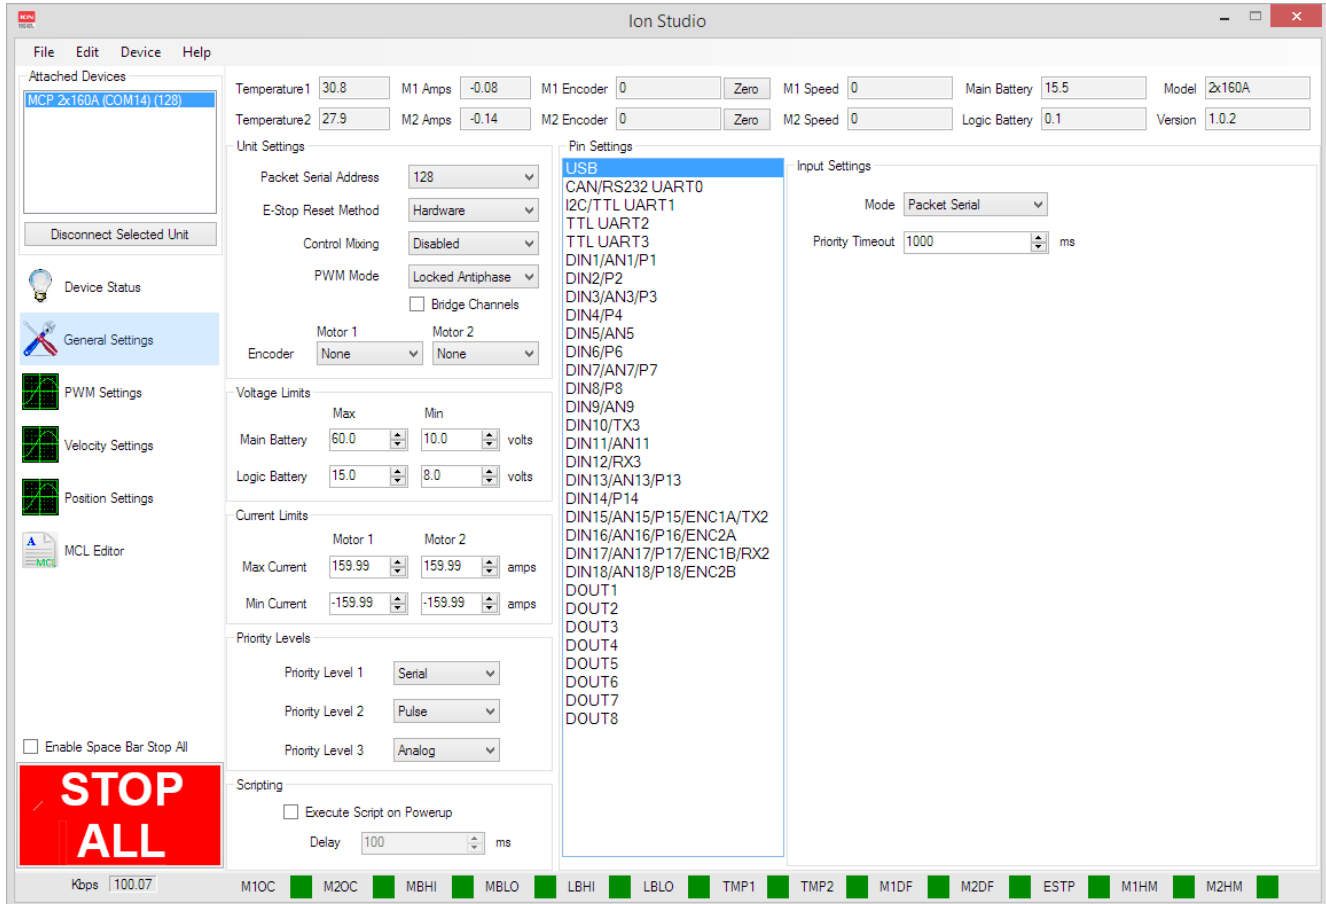 ION
Ion Studio
File Edit Device Help
Attached Devices
MCP 2x160A (COM14) (128)
Disconnect Selected Unit
Device Status
General Settings
PWM Settings
Velocity Settings
Position Settings
A
MCL
MCL Editor
Enable Space Bar Stop All
STOP
ALL
Kbps 100.07
Temperature1 30.8 M1 Amps -0.08 M1 Encoder 0 Zero M1 Speed 0 Main Battery 15.5 Model 2x160A
Temperature2 27.9 M2 Amps -0.14 M2 Encoder 0 Zero M2 Speed 0 Logic Battery 0.1 Version 1.0.2
Unit Settings
Packet Serial Address 128
E-Stop Reset Method Hardware
Control Mixing Disabled
PWM Mode Locked Antiphase
Bridge Channels
Motor 1 Motor 2
Encoder None None
Voltage Limits
Max Min
Main Battery 60.0 10.0 volts
Logic Battery 15.0 8.0 volts
Current Limits
Motor 1 Motor 2
Max Current 159.99 159.99 amps
Min Current -159.99 -159.99 amps
Priority Levels
Priority Level 1 Serial
Priority Level 2 Pulse
Priority Level 3 Analog
Scripting
Execute Script on Powerup
Delay 100 ms
Pin Settings
USB
CAN/RS232 UART0
I2C/TTL UART1
TTL UART2
TTL UART3
DIN1/AN1/P1
DIN2/P2
DIN3/AN3/P3
DIN4/P4
DIN5/AN5
DIN6/P6
DIN7/AN7/P7
DIN8/P8
DIN9/AN9
DIN10/TX3
DIN11/AN11
DIN12/RX3
DIN13/AN13/P13
DIN14/P14
DIN15/AN15/P15/ENC1A/TX2
DIN16/AN16/P16/ENC2A
DIN17/AN17/P17/ENC1B/RX2
DIN18/AN18/P18/ENC2B
DOUT1
DOUT2
DOUT3
DOUT4
DOUT5
DOUT6
DOUT7
DOUT8
Input Settings
Mode Packet Serial
Priority Timeout 1000 ms
M1OC M2OC MBHI MBLO LBHI LBLO TMP1 TMP2 M1DF M2DF ESTP M1HM M2HM